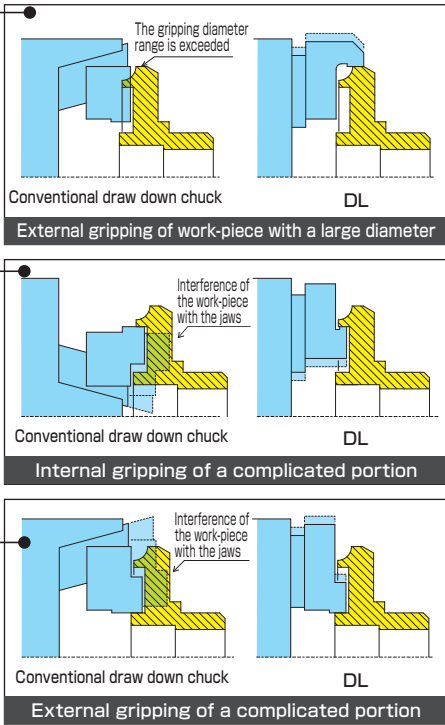 The gripping diameter
range is exceeded
Conventional draw down chuck
DL
External gripping of work-piece with a large diameter
Interference of
the work-piece
with the jaws
Conventional draw down chuck
DL
Internal gripping of a complicated portion
Interference of
the work-piece
with the jaws
Conventional draw down chuck
DL
External gripping of a complicated portion